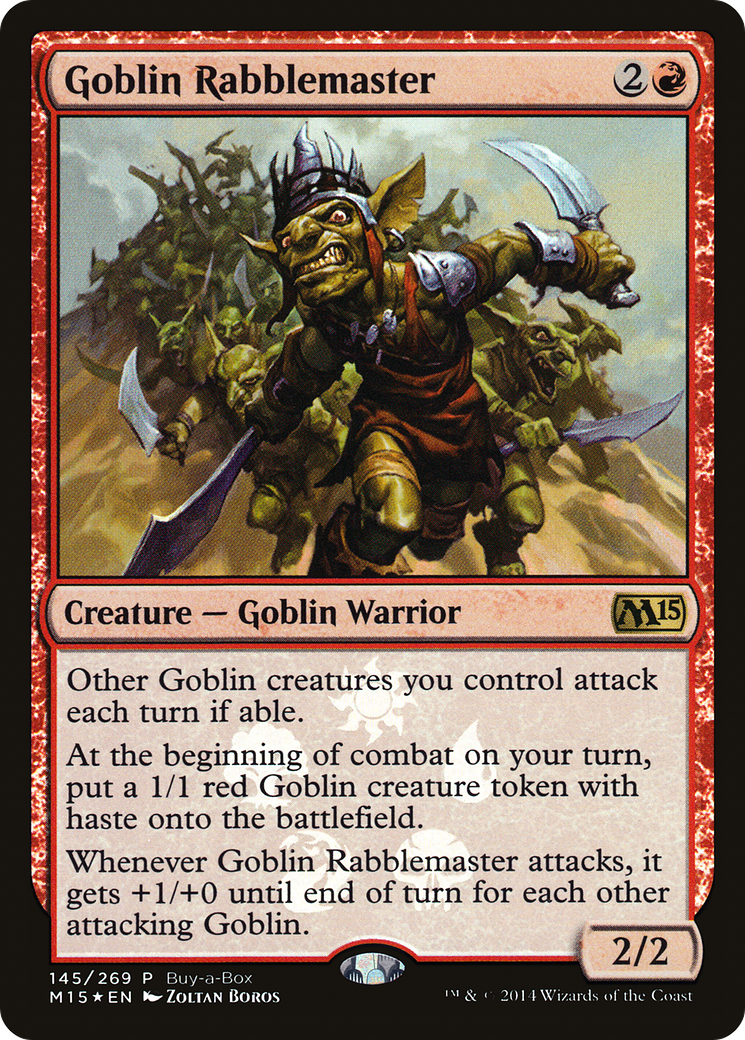 Goblin Rabblemaster 2
Creature — Goblin Warrior M15
Other Goblin creatures you control attack
each turn if able.
At the beginning of combat on your turn,
put a 1/1 red Goblin creature token with
haste onto the battlefield.
Whenever Goblin Rabblemaster attacks, it
gets +1/+0 until end of turn for each other
attacking Goblin.
2/2
145/269 P Buy-a-Box
M15★EN Zoltan Boros ™ & © 2014 Wizards of the Coast